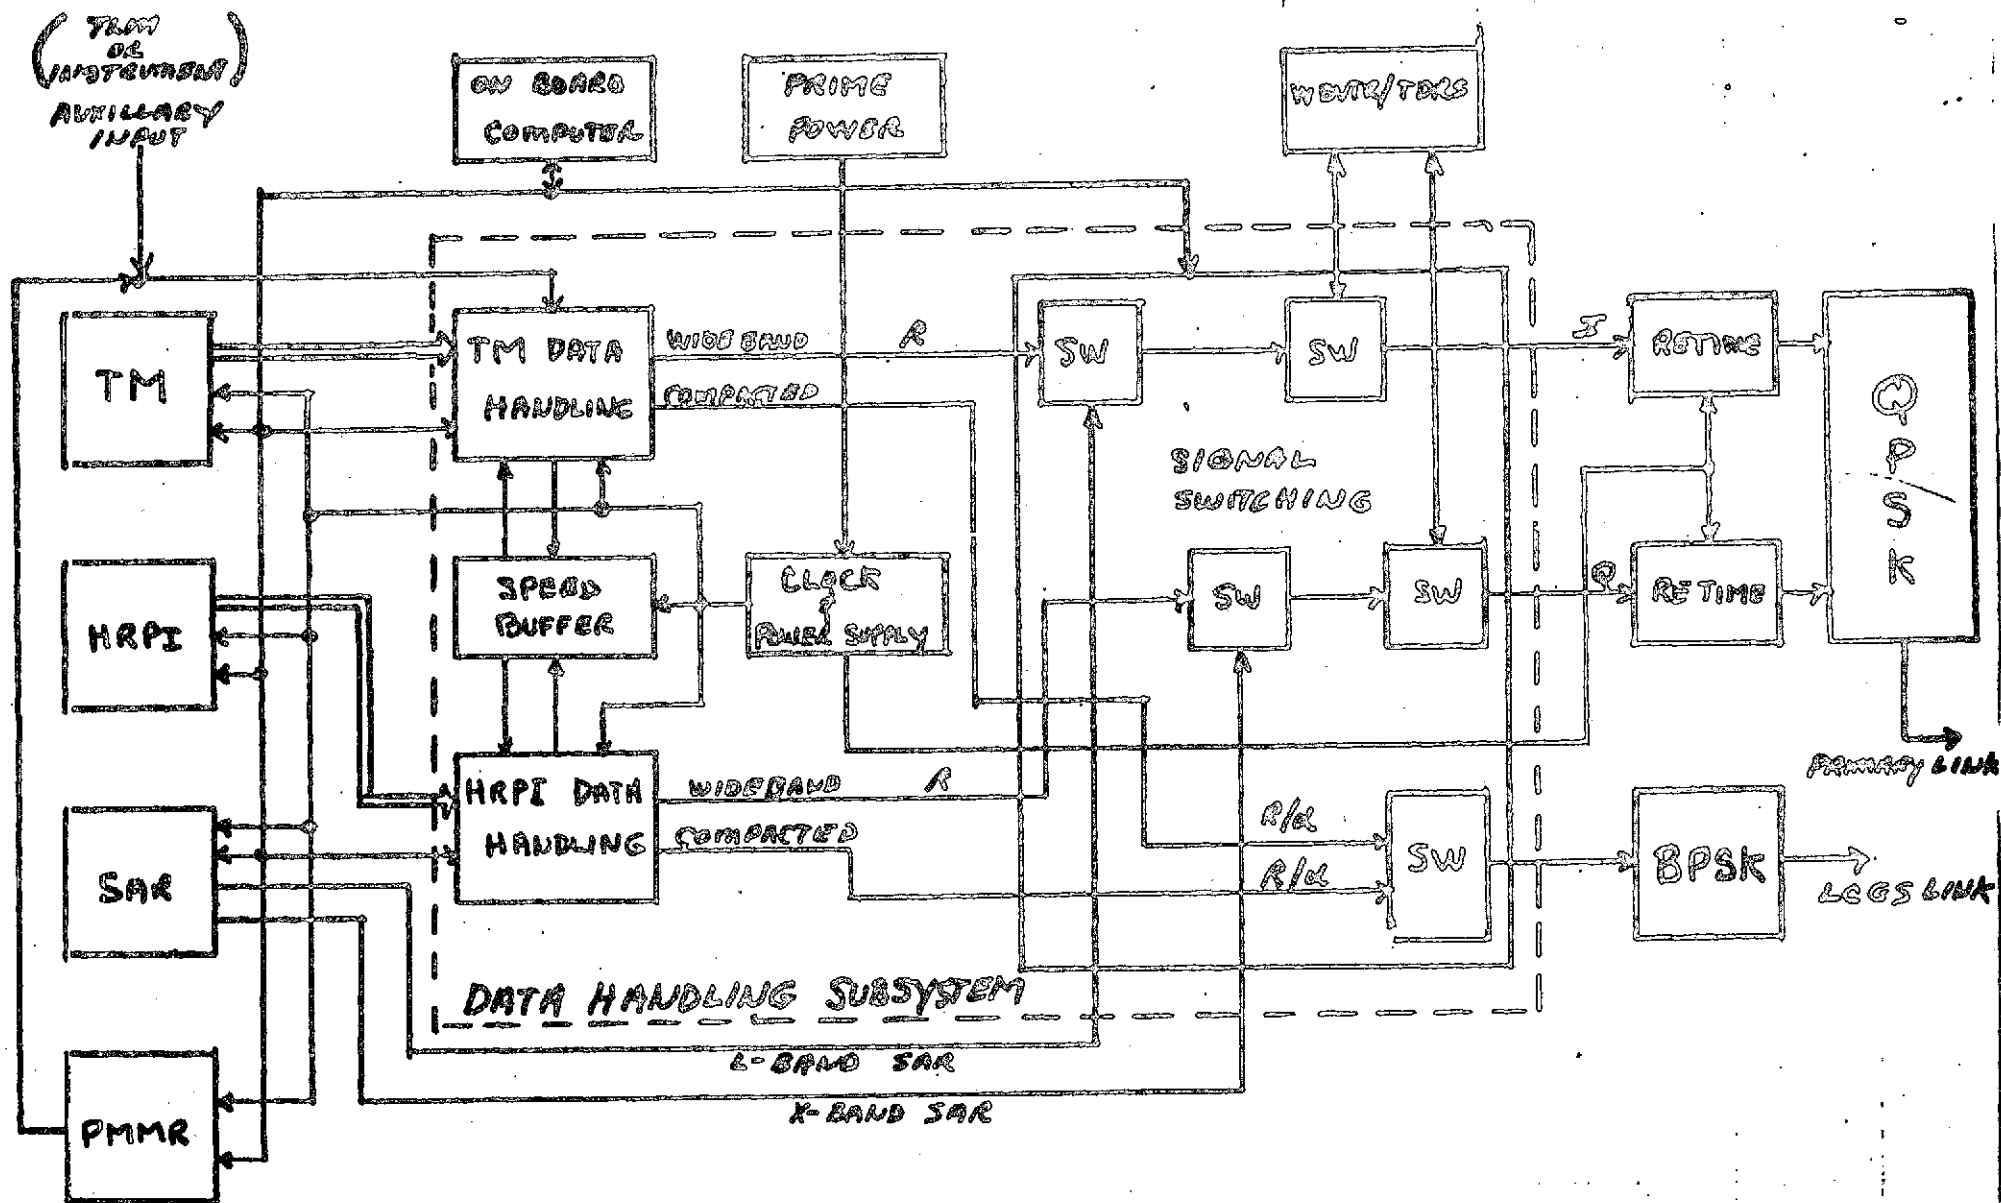 ( TLM
OR
INSTRUMENT )
AUXILLARY
INPUT
ON BOARD
COMPUTER
PRIME
POWER
WBVTR/TDRS
TM
TM DATA
HANDLING
WIDEBAND R
COMPACTED
SW
SW
I
RETIME
QPSK
SIGNAL
SWITCHING
HRPI
SPEED
BUFFER
CLOCK
&
POWER SUPPLY
SW
SW
Q
RETIME
PRIMARY LINK
HRPI DATA
HANDLING
WIDEBAND R
COMPACTED
R/α
R/α
SW
BPSK
LCGS LINK
SAR
DATA HANDLING SUBSYSTEM
L-BAND SAR
X-BAND SAR
PMMR